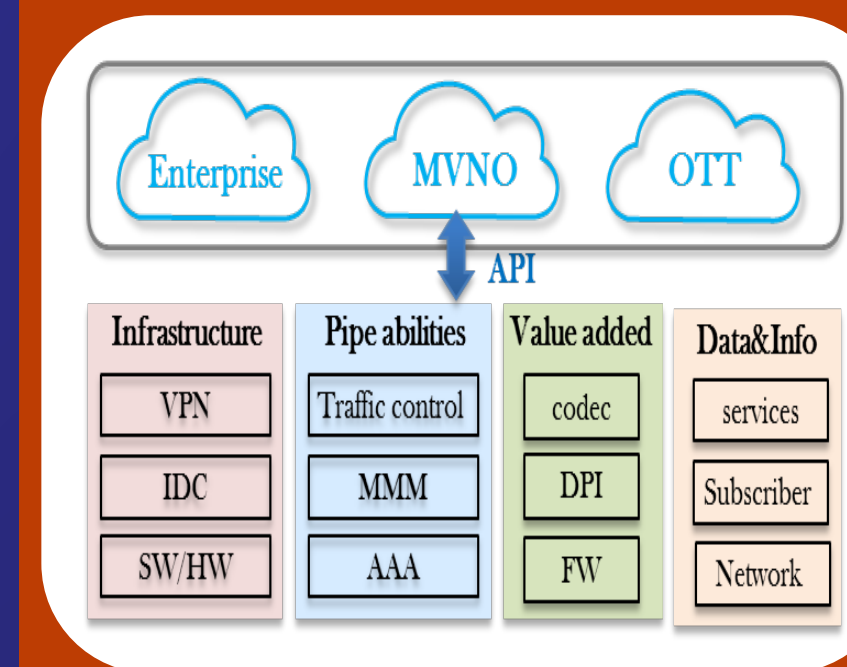 Enterprise
MVNO
OTT
API
Infrastructure
VPN
IDC
SW/HW
Pipe abilities
Traffic control
MMM
AAA
Value added
codec
DPI
FW
Data&Info
services
Subscriber
Network